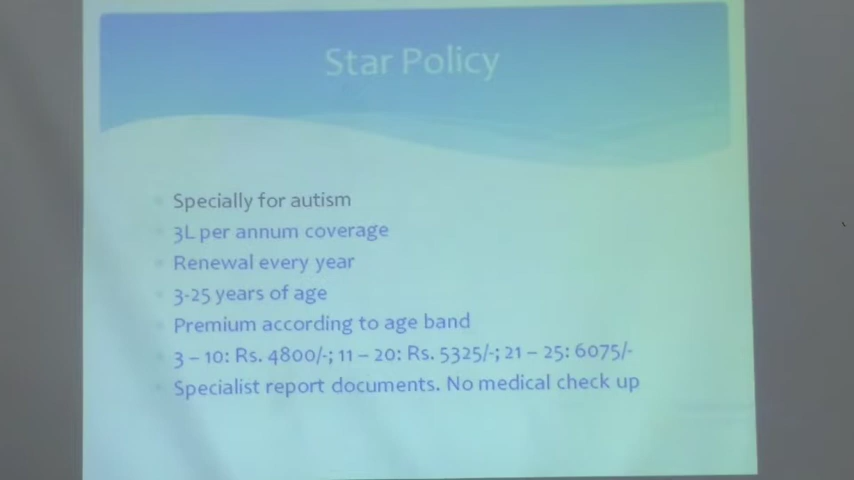 Star Policy
Specially for autism
3L per annum coverage
Renewal every year
3-25 years of age
Premium according to age band
3 – 10: Rs. 4800/-; 11 – 20: Rs. 5325/-; 21 – 25: 6075/-
Specialist report documents. No medical check up